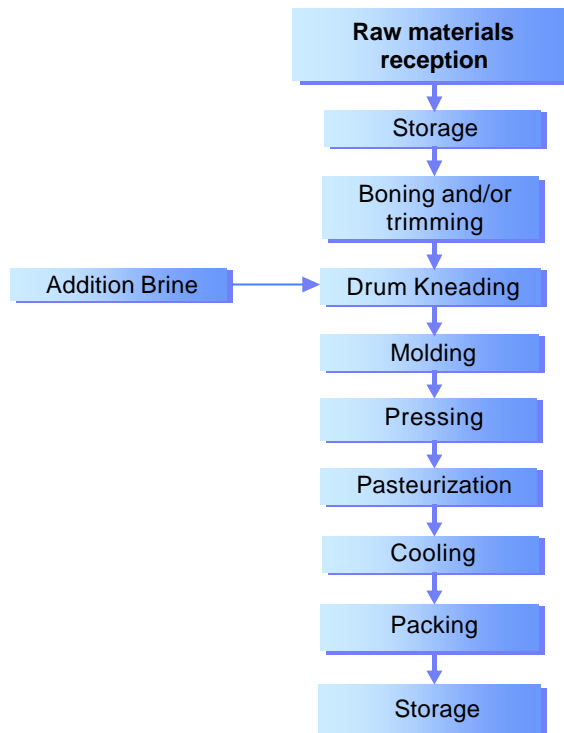 Raw materials
reception
Storage
Boning and/or
trimming
Addition Brine
Drum Kneading
Molding
Pressing
Pasteurization
Cooling
Packing
Storage